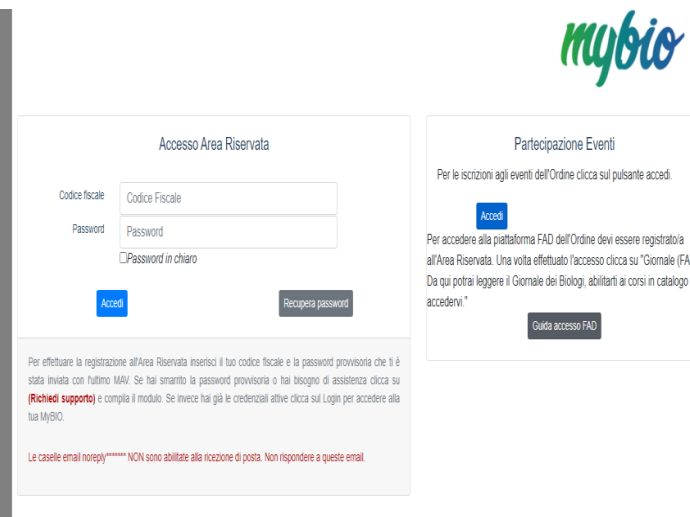 mybio
Accesso Area Riservata
Codice fiscale
Codice Fiscale
Password
Password
Password in chiaro
Accedi
Recupera password
Per effettuare la registrazione all'Area Riservata inserisci il tuo codice fiscale e la password provvisoria che ti è
stata inviata con l'ultimo MAV. Se hai smarrito la password provvisoria o hai bisogno di assistenza clicca su
(Richiedi supporto) e compila il modulo. Se invece hai già le credenziali attive clicca sul Login per accedere alla
tua MyBIO.
Le caselle email noreply******* NON sono abilitate alla ricezione di posta. Non rispondere a queste email.
Partecipazione Eventi
Per le iscrizioni agli eventi dell'Ordine clicca sul pulsante accedi.
Accedi
Per accedere alla piattaforma FAD dell'Ordine devi essere registrato/a
all'Area Riservata. Una volta effettuato l'accesso clicca su "Giornale (FA
Da qui potrai leggere il Giornale dei Biologi, abilitarti ai corsi in catalogo
accedervi."
Guida accesso FAD